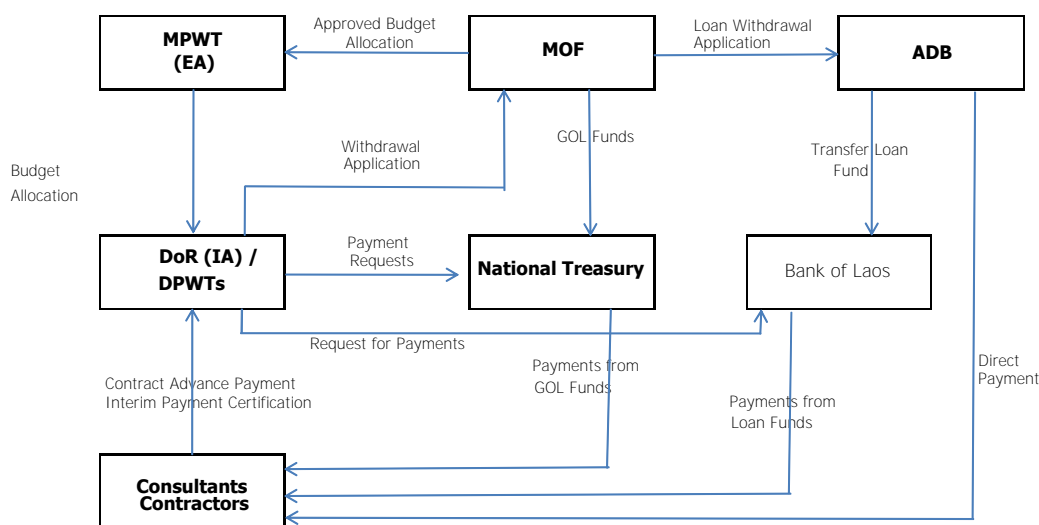 MPWT
(EA)
Approved Budget
Allocation
MOF
Loan Withdrawal
Application
ADB
Budget
Allocation
Withdrawal
Application
GOL Funds
Transfer Loan
Fund
DoR (IA) /
DPWTs
Payment
Requests
National Treasury
Bank of Laos
Request for Payments
Contract Advance Payment
Interim Payment Certification
Payments from
GOL Funds
Payments from
Loan Funds
Direct
Payment
Consultants
Contractors